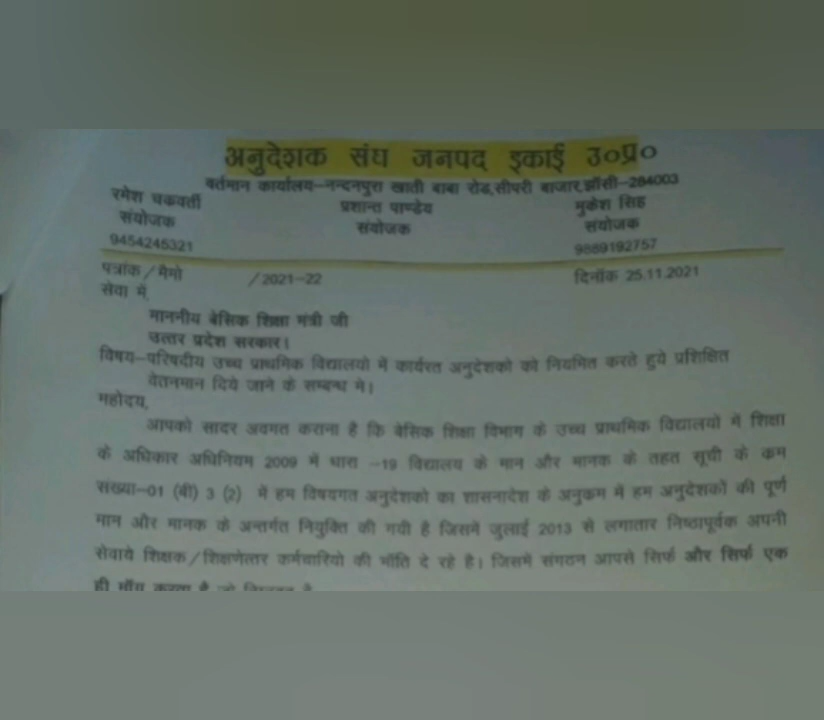 अनुदेशक संघ जनपद इकाई उ०प्र०
वर्तमान कार्यालय–नन्दनपुरा खाती बाबा रोड,सीपरी बाजार,झाँसी–284003
रमेश चकवर्ती प्रशान्त पाण्डेय मुकेश सिंह
संयोजक संयोजक संयोजक
9454245321 9889192757
पत्रांक/मैमो /2021–22 दिनाँक 25.11.2021
सेवा में,
माननीय बेसिक शिक्षा मंत्री जी
उत्तर प्रदेश सरकार।
विषय–परिषदीय उच्च प्राथमिक विद्यालयो में कार्यरत अनुदेशको को नियमित करते हुये प्रशिक्षित
वेतनमान दिये जाने के सम्बन्ध मे।
महोदय,
आपको सादर अवगत कराना है कि बेसिक शिक्षा विभाग के उच्च प्राथमिक विद्यालयों में शिक्षा
के अधिकार अधिनियम 2009 में धारा –19 विद्यालय के मान और मानक के तहत सूची के कम
संख्या–01 (बी) 3 (2) में हम विषयगत अनुदेशको का शासनादेश के अनुकम में हम अनुदेशको की पूर्ण
मान और मानक के अन्तर्गत नियुक्ति की गयी है जिसमें जुलाई 2013 से लगातार निष्ठापूर्वक अपनी
सेवाये शिक्षक/शिक्षणेत्तर कर्मचारियो की भाँति दे रहे है। जिसमें संगठन आपसे सिर्फ और सिर्फ एक
ही माँग करता है जो निम्नवत है